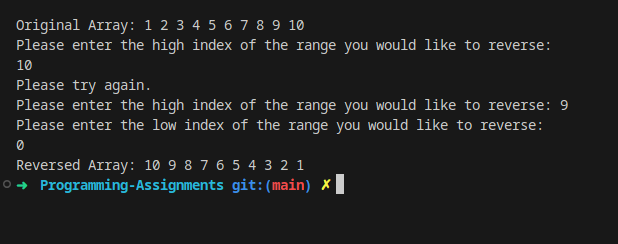 Original Array: 1 2 3 4 5 6 7 8 9 10
Please enter the high index of the range you would like to reverse:
10
Please try again.
Please enter the high index of the range you would like to reverse: 9
Please enter the low index of the range you would like to reverse:
0
Reversed Array: 10 9 8 7 6 5 4 3 2 1
➜ Programming-Assignments git:(main) ✗